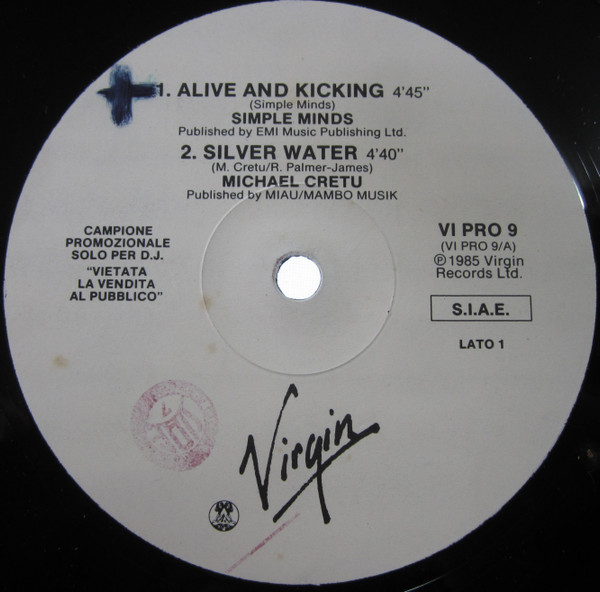 1. ALIVE AND KICKING 4'45"
(Simple Minds)
SIMPLE MINDS
Published by EMI Music Publishing Ltd.
2. SILVER WATER 4'40"
(M. Cretu/R. Palmer-James)
MICHAEL CRETU
Published by MIAU/MAMBO MUSIK
CAMPIONE
PROMOZIONALE
SOLO PER D.J.
"VIETATA
LA VENDITA
AL PUBBLICO"
VI PRO 9
(VI PRO 9/A)
℗ 1985 Virgin
Records Ltd.
S.I.A.E.
LATO 1
Virgin